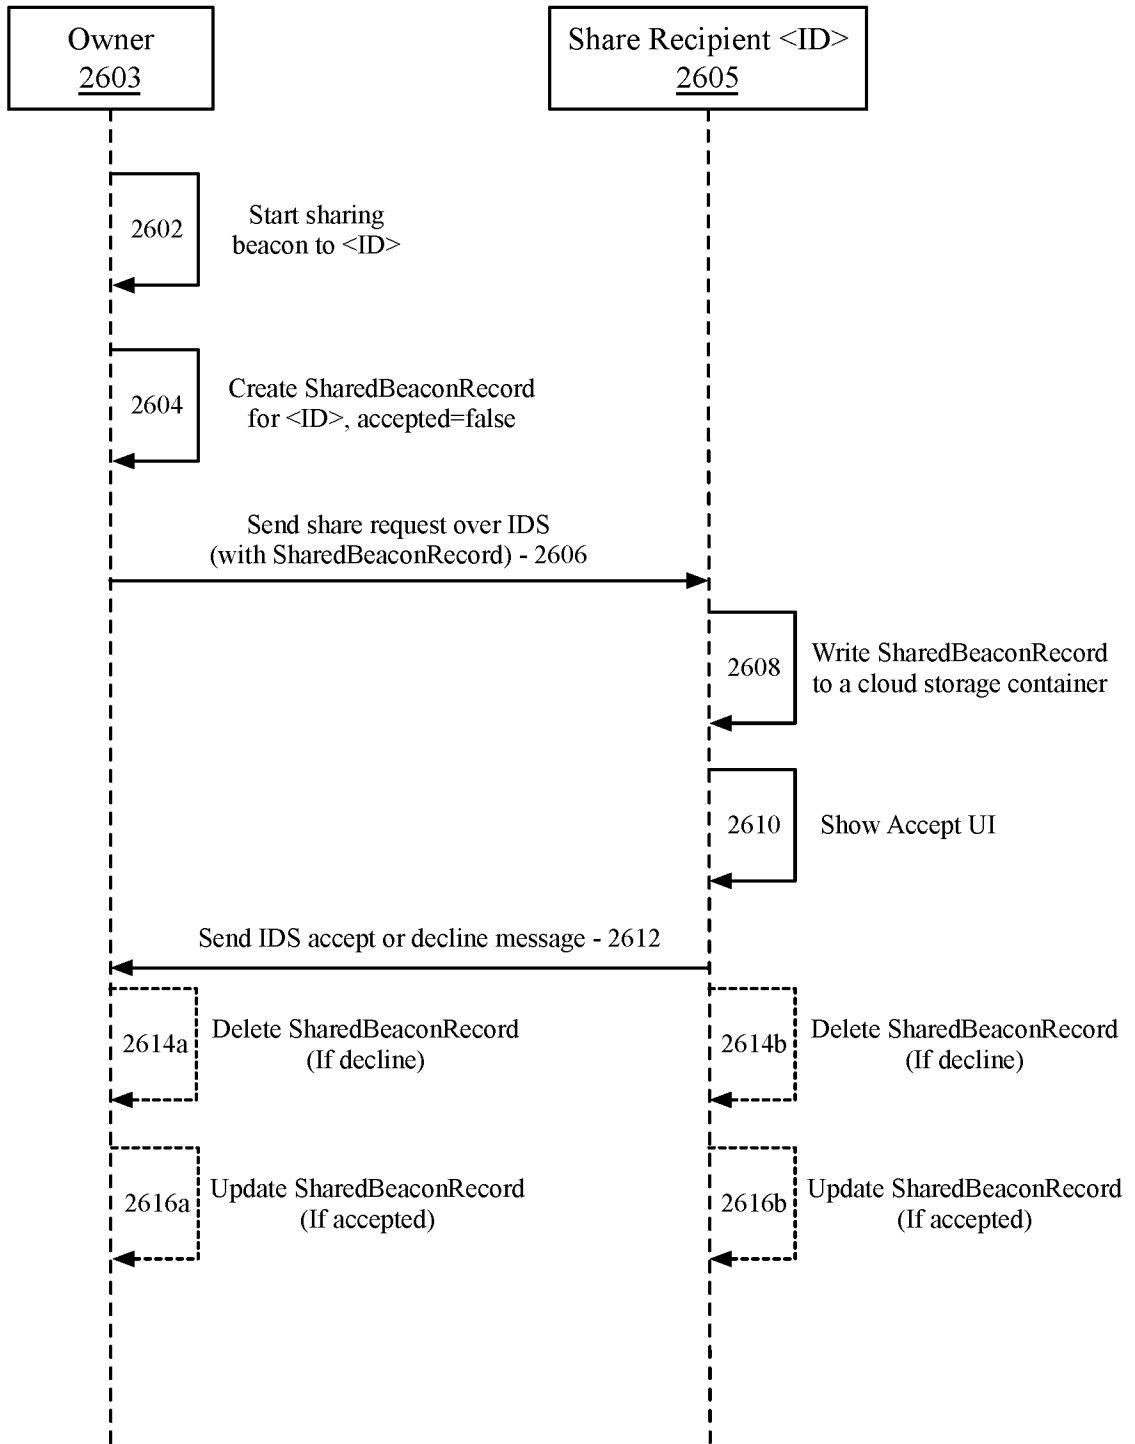 Owner
2603
Share Recipient <ID>
2605
2602
Start sharing
beacon to <ID>
2604
Create SharedBeaconRecord
for <ID>, accepted=false
Send share request over IDS
(with SharedBeaconRecord) - 2606
2608
Write SharedBeaconRecord
to a cloud storage container
2610
Show Accept UI
Send IDS accept or decline message - 2612
2614a
Delete SharedBeaconRecord
(If decline)
2614b
Delete SharedBeaconRecord
(If decline)
2616a
Update SharedBeaconRecord
(If accepted)
2616b
Update SharedBeaconRecord
(If accepted)